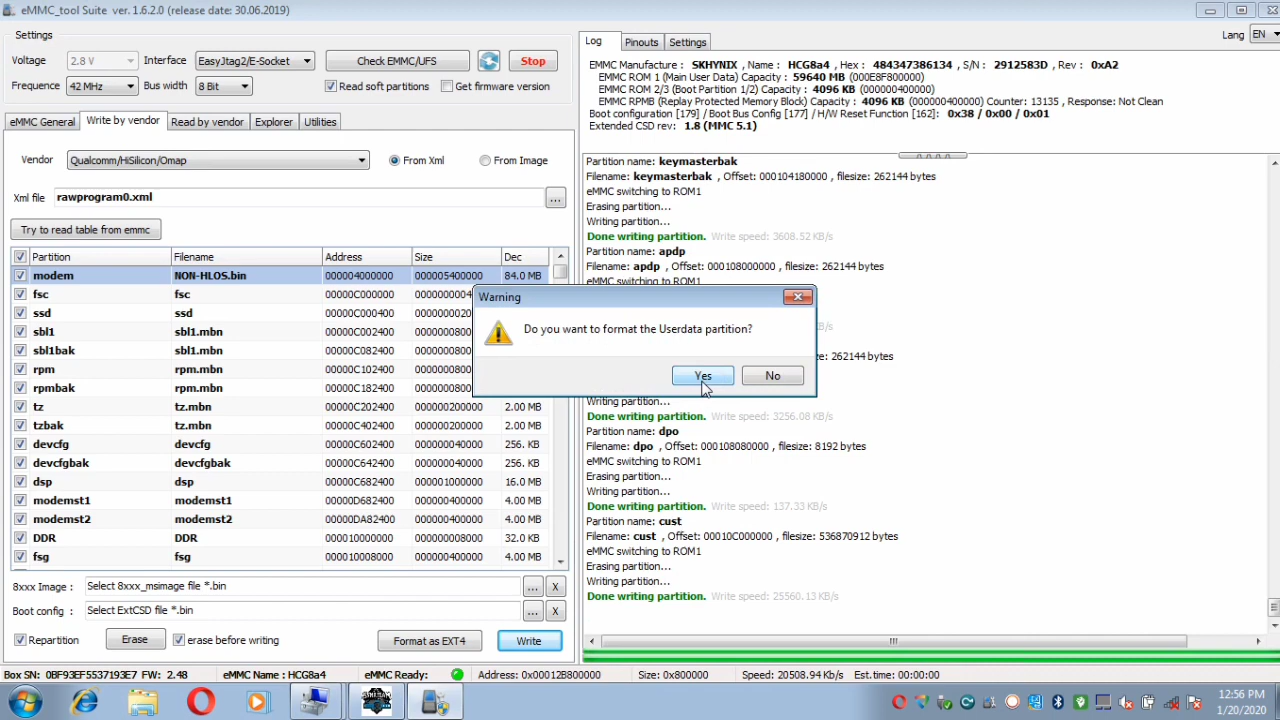 eMMC_tool Suite ver. 1.6.2.0 (release date: 30.06.2019)
Settings
Voltage 2.8 V Interface EasyJtag2/E-Socket Check EMMC/UFS Stop
Frequency 42 MHz Bus width 8 Bit Read soft partitions Get firmware version
eMMC General Write by vendor Read by vendor Explorer Utilities
Vendor Qualcomm/HiSilicon/Omap From Xml From Image
Xml file rawprogram0.xml ...
Try to read table from emmc
Partition Filename Address Size Dec
modem NON-HLOS.bin 000004000000 000005400000 84.0 MB
fsc fsc 00000C000000 0000000004
ssd ssd 00000C000400 0000000020
sbl1 sbl1.mbn 00000C002400 0000000800
sbl1bak sbl1.mbn 00000C082400 0000000800
rpm rpm.mbn 00000C102400 0000000800
rpmbak rpm.mbn 00000C182400 0000000800
tz tz.mbn 00000C202400 000000200000 2.00 MB
tzbak tz.mbn 00000C402400 000000200000 2.00 MB
devcfg devcfg 00000C602400 000000040000 256. KB
devcfgbak devcfgbak 00000C642400 000000040000 256. KB
dsp dsp 00000C682400 000001000000 16.0 MB
modemst1 modemst1 00000D682400 000000400000 4.00 MB
modemst2 modemst2 00000DA82400 000000400000 4.00 MB
DDR DDR 000010000000 000000008000 32.0 KB
fsg fsg 000010008000 000000400000 4.00 MB
8xxx Image : Select 8xxx_msimage file *.bin ... X
Boot config : Select ExtCSD file *.bin ... X
Repartition Erase erase before writing Format as EXT4 Write
Log Pinouts Settings Lang EN
EMMC Manufacture : SKHYNIX , Name : HCG8a4 , Hex : 484347386134 , S/N : 2912583D , Rev : 0xA2
EMMC ROM 1 (Main User Data) Capacity : 59640 MB (000E8F800000)
EMMC ROM 2/3 (Boot Partition 1/2) Capacity : 4096 KB (000000400000)
EMMC RPMB (Replay Protected Memory Block) Capacity : 4096 KB (000000400000) Counter: 13135, Response: Not Clean
Boot configuration [179] / Boot Bus Config [177] / H/W Reset Function [162]: 0x38 / 0x00 / 0x01
Extended CSD rev: 1.8 (MMC 5.1)
Partition name: keymasterbak
Filename: keymasterbak , Offset: 000104180000 , filesize: 262144 bytes
eMMC switching to ROM1
Erasing partition...
Writing partition...
Done writing partition. Write speed: 3608.52 KB/s
Partition name: apdp
Filename: apdp , Offset: 000108000000 , filesize: 262144 bytes
eMMC switching to ROM1
B/s
e: 262144 bytes
Writing partition...
Done writing partition. Write speed: 3256.08 KB/s
Partition name: dpo
Filename: dpo , Offset: 000108080000 , filesize: 8192 bytes
eMMC switching to ROM1
Erasing partition...
Writing partition...
Done writing partition. Write speed: 137.33 KB/s
Partition name: cust
Filename: cust , Offset: 00010C000000 , filesize: 536870912 bytes
eMMC switching to ROM1
Erasing partition...
Writing partition...
Done writing partition. Write speed: 25560.13 KB/s
Warning
Do you want to format the Userdata partition?
Yes No
Box SN: 0BF93EF5537193E7 FW: 2.48 eMMC Name : HCG8a4 eMMC Ready: Address: 0x00012B800000 Size: 0x800000 Speed: 20508.94 Kb/s Est.time: 00:00:00
12:56 PM
1/20/2020